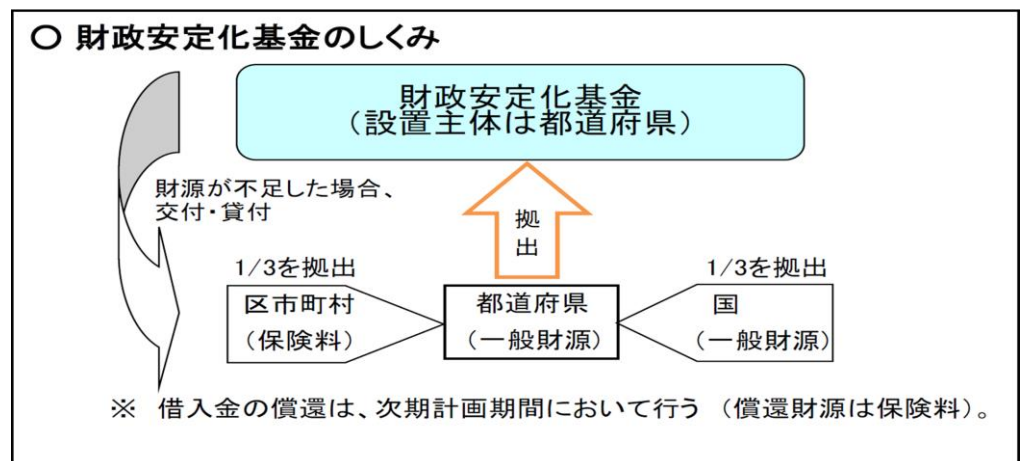 〇 財政安定化基金のしくみ
財政安定化基金
(設置主体は都道府県)
財源が不足した場合、
交付・貸付
拠
出
1/3を拠出
区市町村
(保険料)
都道府県
(一般財源)
1/3を拠出
国
(一般財源)
※ 借入金の償還は、次期計画期間において行う (償還財源は保険料)。